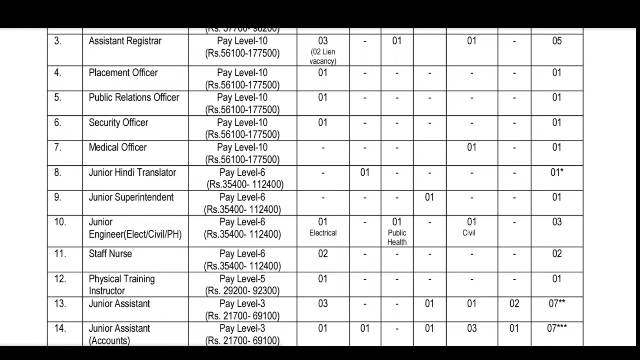 (Rs. 57700- 98200)
3. Assistant Registrar Pay Level-10 03 - 01 01 - 05
(Rs.56100-177500) (02 Lien
vacancy)
4. Placement Officer Pay Level-10 01 - - - - - 01
(Rs.56100-177500)
5. Public Relations Officer Pay Level-10 01 - - - - - 01
(Rs.56100-177500)
6. Security Officer Pay Level-10 01 - - - - - 01
(Rs.56100-177500)
7. Medical Officer Pay Level-10 - - - - 01 - 01
(Rs.56100-177500)
8. Junior Hindi Translator Pay Level-6 - 01 - - - - 01*
(Rs.35400- 112400)
9. Junior Superintendent Pay Level-6 - - - 01 - - 01
(Rs.35400- 112400)
10. Junior Pay Level-6 01 - 01 - 01 - 03
Engineer(Elect/Civil/PH) (Rs.35400- 112400) Electrical Public Civil
Health
11. Staff Nurse Pay Level-6 02 - - - - - 02
(Rs.35400- 112400)
12. Physical Training Pay Level-5 01 - - - - - 01
Instructor (Rs. 29200- 92300)
13. Junior Assistant Pay Level-3 03 - - 01 01 02 07**
(Rs. 21700- 69100)
14. Junior Assistant Pay Level-3 01 01 - 01 03 01 07***
(Accounts) (Rs. 21700- 69100)